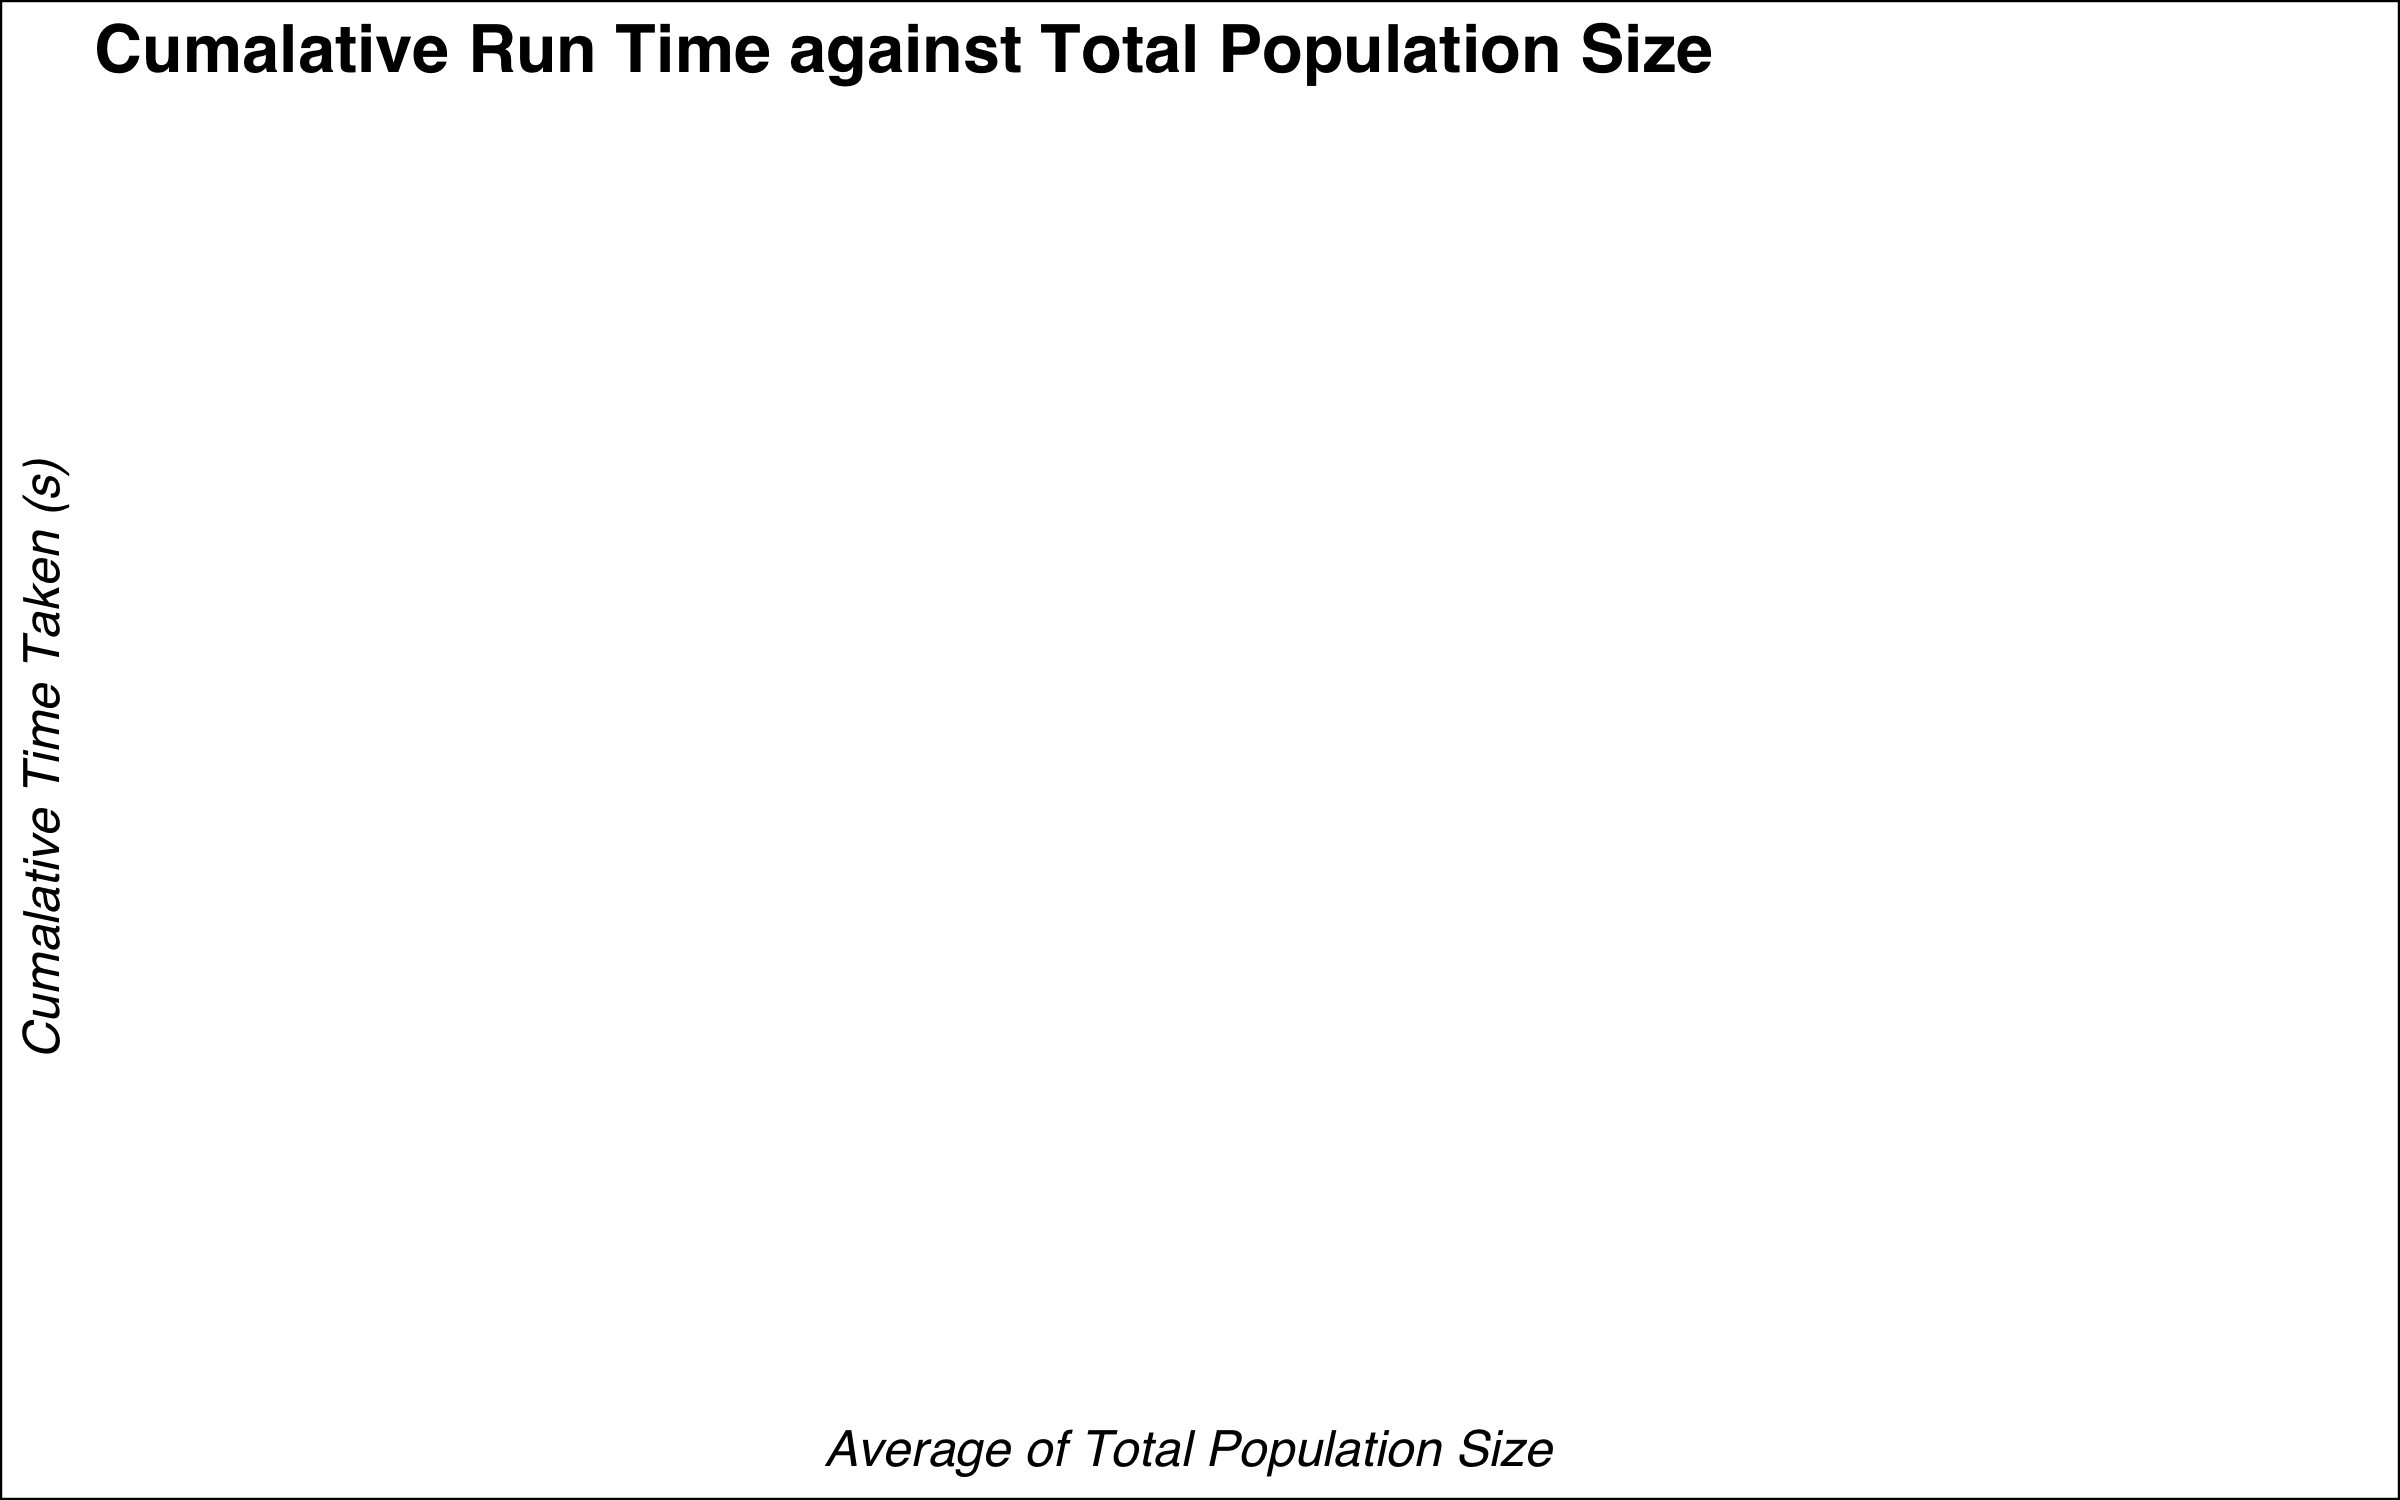 Cumalative Run Time against Total Population Size
Cumalative Time Taken (s)
Average of Total Population Size